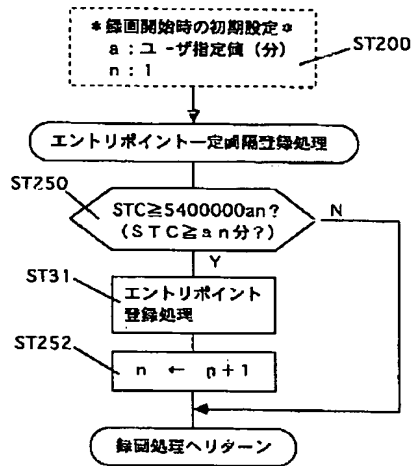 *録画開始時の初期設定*
a:ユーザ指定値(分)
n:1
ST200
エントリポイント一定間隔登録処理
ST250
STC≧5400000an?
(STC≧an分?)
N
Y
ST31
エントリポイント
登録処理
ST252
n ← n+1
録画処理へリターン